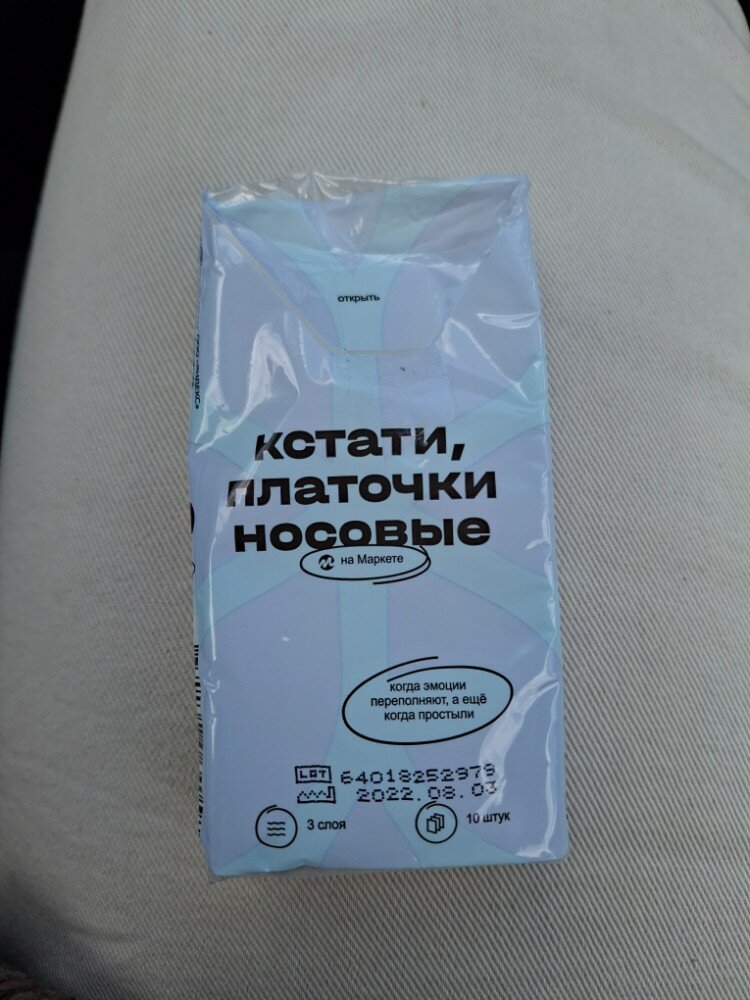 открыть
кстати,
платочки
носовые
на Маркете
когда эмоции
переполняют, а ещё
когда простыли
LOT 64018252979
2022.08.03
3 слоя
10 штук